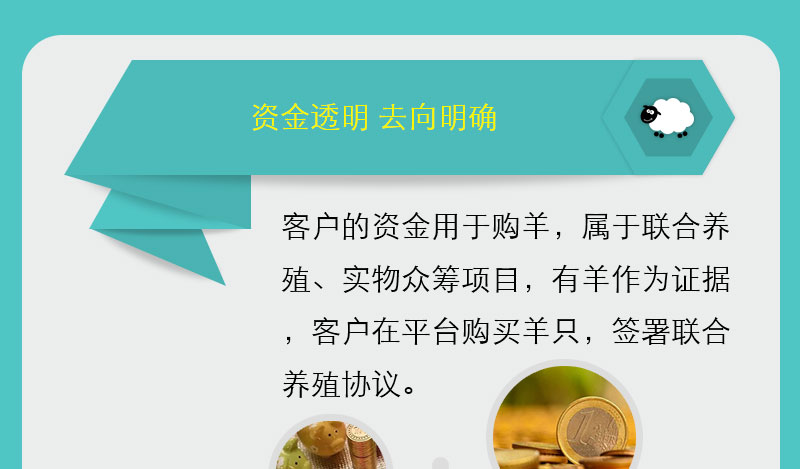 资金透明 去向明确
客户的资金用于购羊，属于联合养
殖、实物众筹项目，有羊作为证据
，客户在平台购买羊只，签署联合
养殖协议。
1